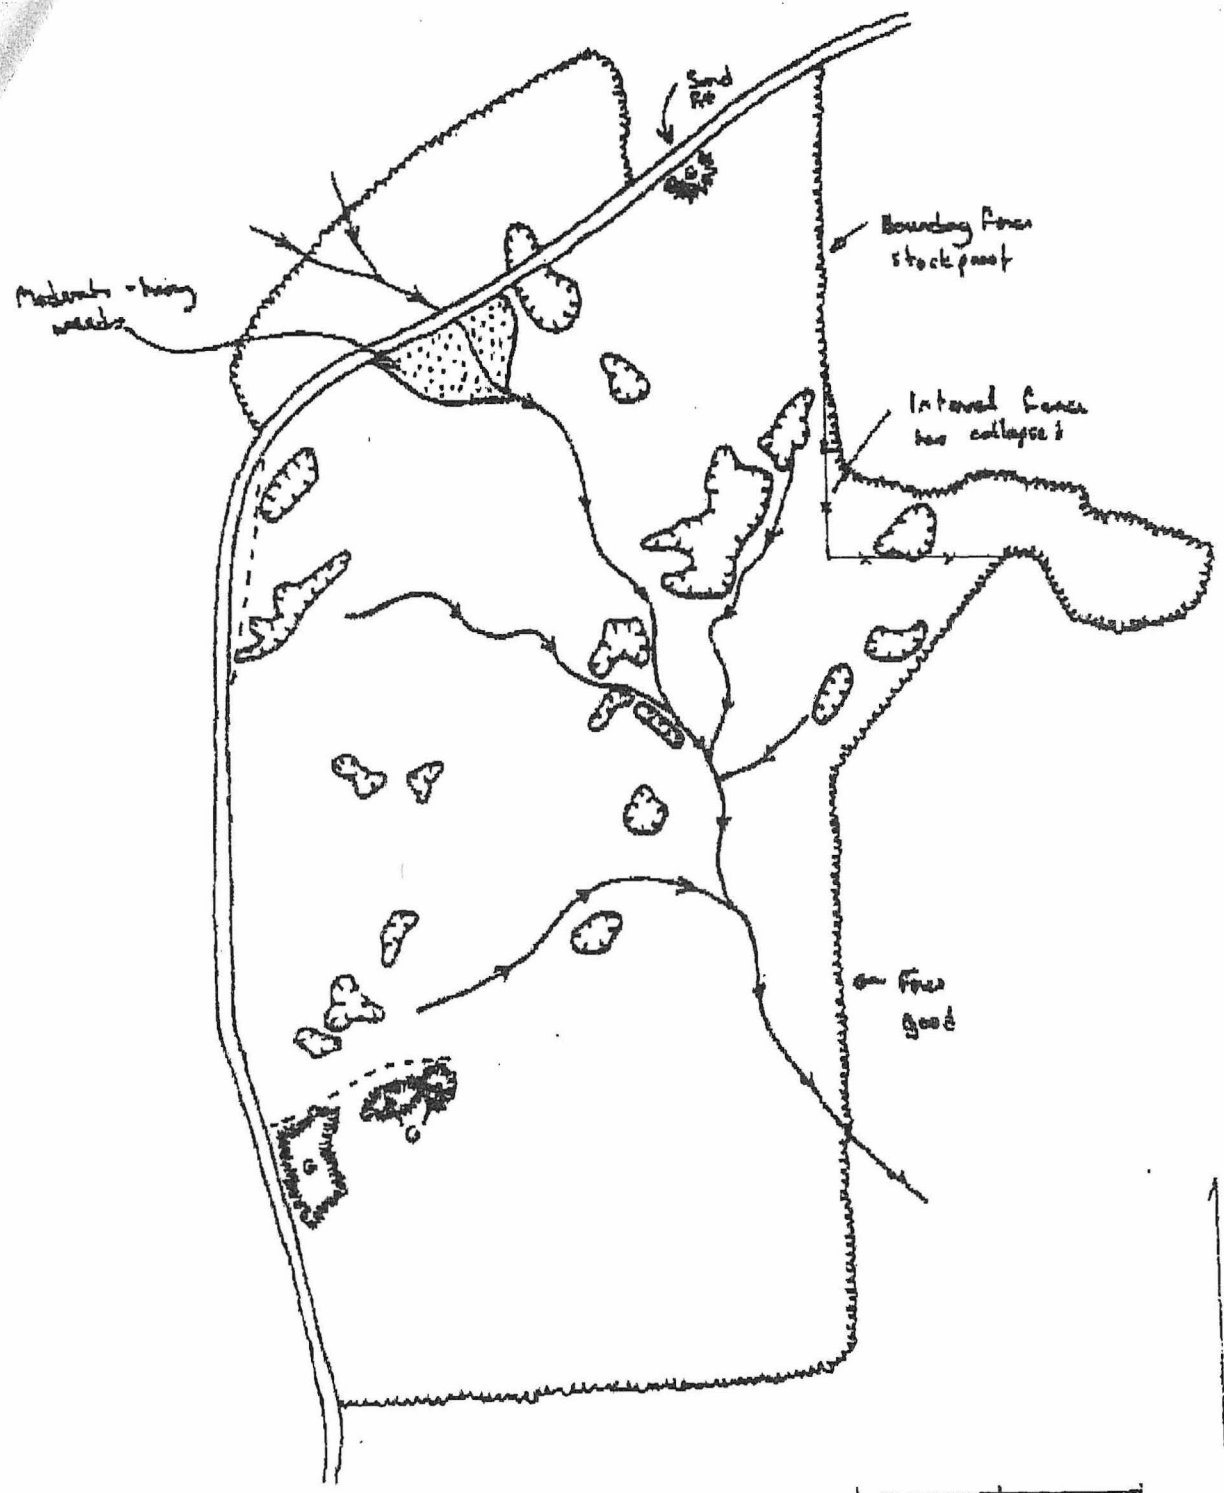 Sand
Pit
Boundary fence
stockproof
Moderate - heavy
weeds
Internal fence
has collapsed
Fence
good